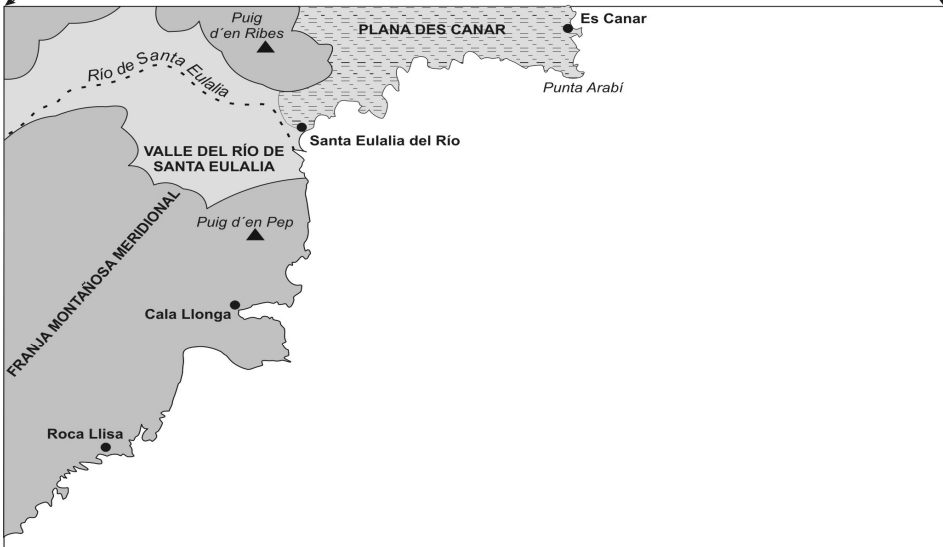 Puig
d´en Ribes
PLANA DES CANAR
Es Canar
Punta Arabí
Río de Santa Eulalia
Santa Eulalia del Río
VALLE DEL RÍO DE
SANTA EULALIA
Puig d´en Pep
FRANJA MONTAÑOSA MERIDIONAL
Cala Llonga
Roca Llisa